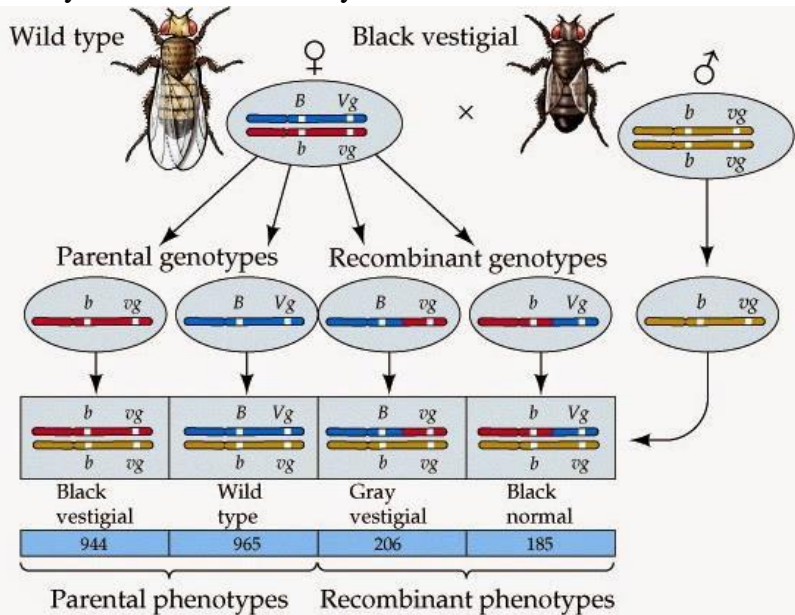 Wild type
♀
Black vestigial
♂
B Vg
b vg
×
b vg
b vg
Parental genotypes
Recombinant genotypes
b vg
B Vg
B vg
b Vg
b vg
b vg
b vg
B Vg
b vg
B vg
b vg
b Vg
b vg
Black vestigial
Wild type
Gray vestigial
Black normal
944
965
206
185
Parental phenotypes
Recombinant phenotypes